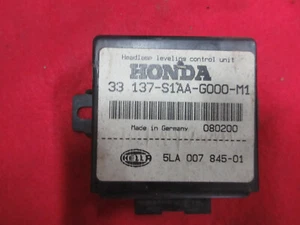 Headlamp leveling control unit
HONDA
33 137-S1AA-G000-M1
Made in Germany 080200
HELLA 5LA 007 845-01